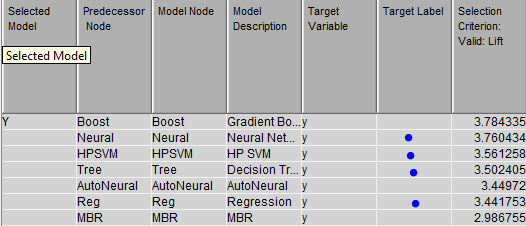 Selected Model Predecessor Node Model Node Model Description Target Variable Target Label Selection Criterion: Valid: Lift
Selected Model
Y Boost Boost Gradient Bo... y 3.784335
Neural Neural Neural Net... y 3.760434
HPSVM HPSVM HP SVM y 3.561258
Tree Tree Decision Tr... y 3.502405
AutoNeural AutoNeural AutoNeural y 3.44972
Reg Reg Regression y 3.441753
MBR MBR MBR y 2.986755